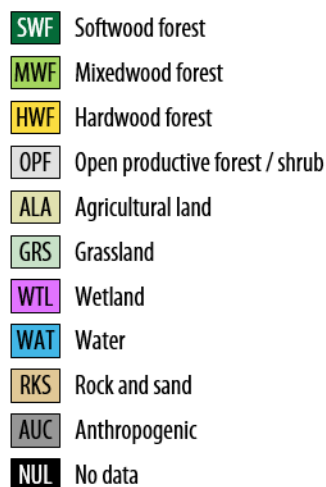 SWF Softwood forest
MWF Mixedwood forest
HWF Hardwood forest
OPF Open productive forest / shrub
ALA Agricultural land
GRS Grassland
WTL Wetland
WAT Water
RKS Rock and sand
AUC Anthropogenic
NUL No data